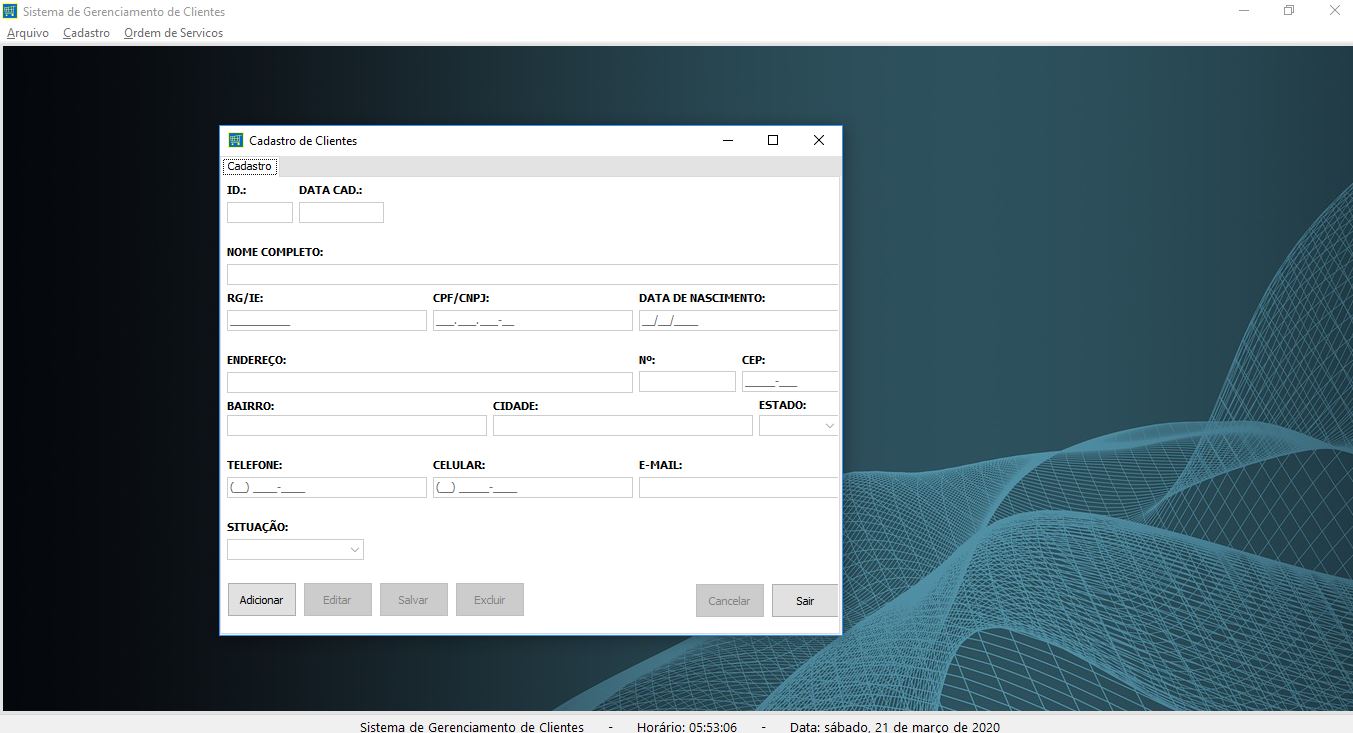 Sistema de Gerenciamento de Clientes
Arquivo Cadastro Ordem de Servicos
Cadastro de Clientes
Cadastro
ID.: DATA CAD.:
NOME COMPLETO:
RG/IE: CPF/CNPJ: DATA DE NASCIMENTO:
__________ ___.___.___-__ __/__/____
ENDEREÇO: Nº: CEP:
_____-___
BAIRRO: CIDADE: ESTADO:
TELEFONE: CELULAR: E-MAIL:
(__) ____-____ (__) _____-____
SITUAÇÃO:
Adicionar Editar Salvar Excluir Cancelar Sair
Sistema de Gerenciamento de Clientes - Horário: 05:53:06 - Data: sábado, 21 de março de 2020